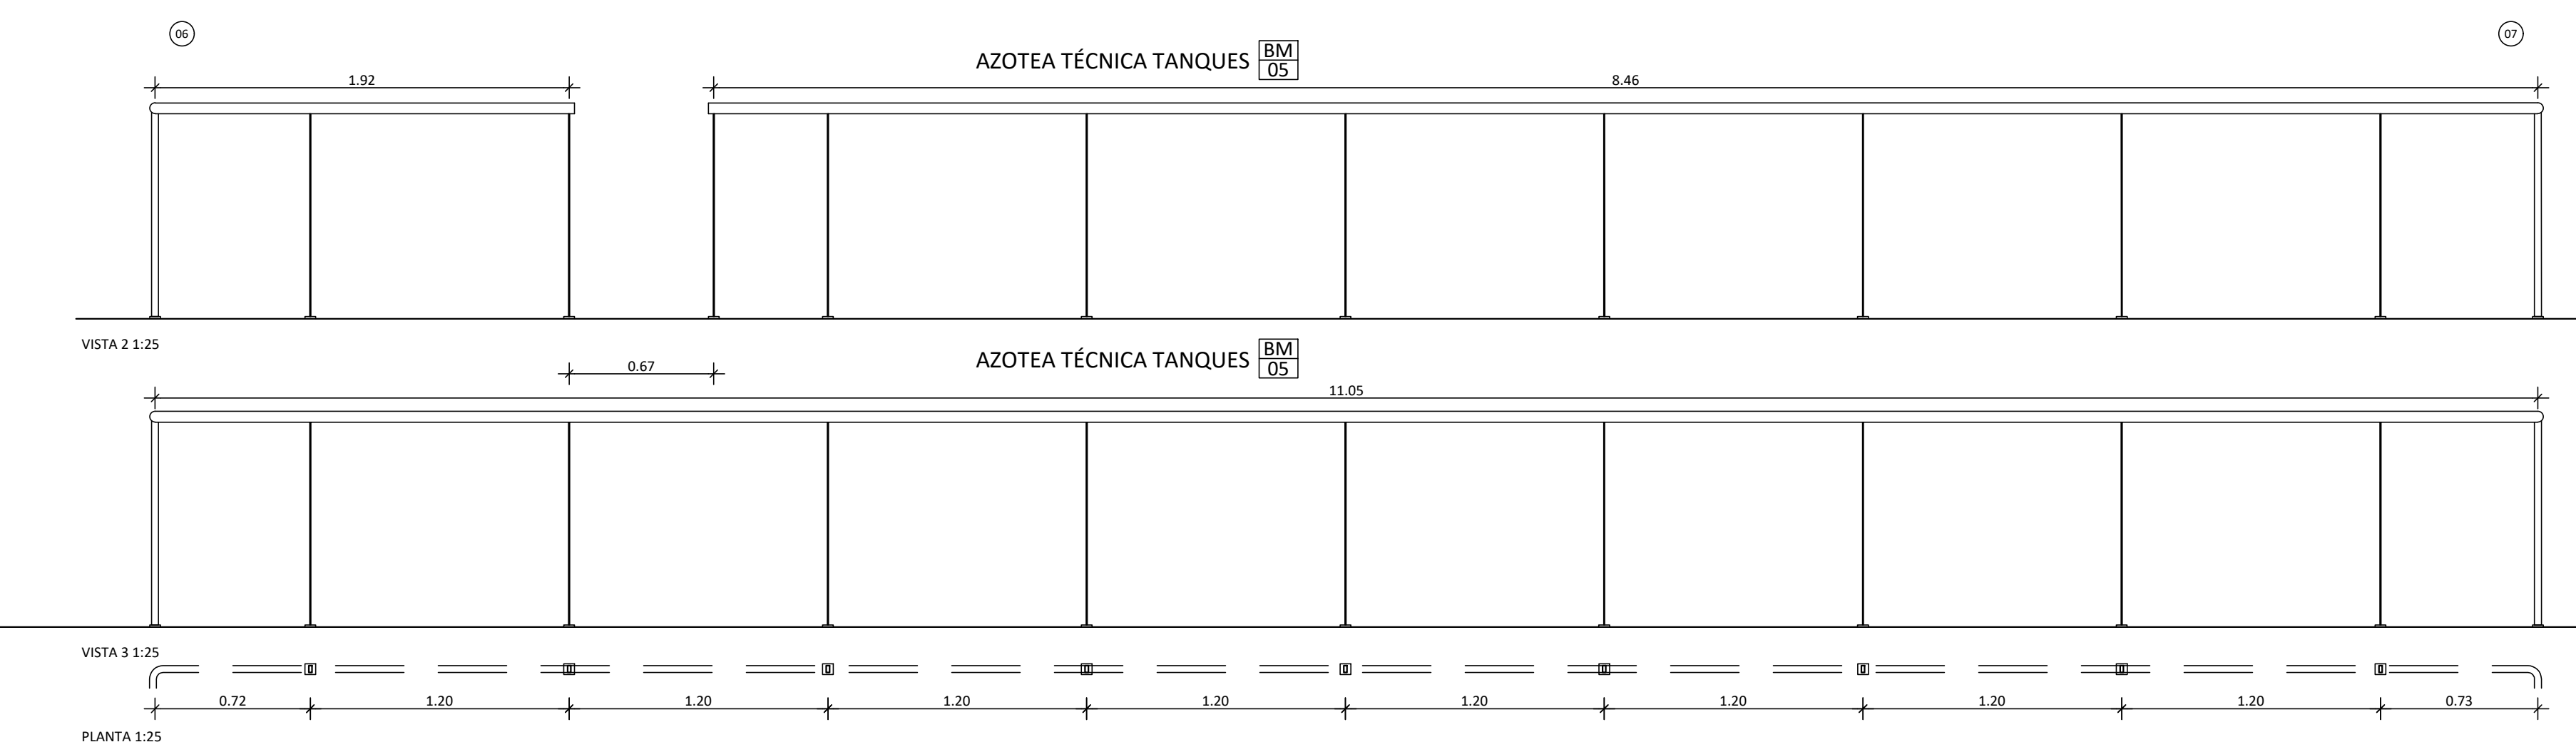 06
07
AZOTEA TÉCNICA TANQUES BM
05
1.92
8.46
VISTA 2 1:25
AZOTEA TÉCNICA TANQUES BM
05
0.67
11.05
VISTA 3 1:25
0.72 1.20 1.20 1.20 1.20 1.20 1.20 1.20 1.20 0.73
PLANTA 1:25